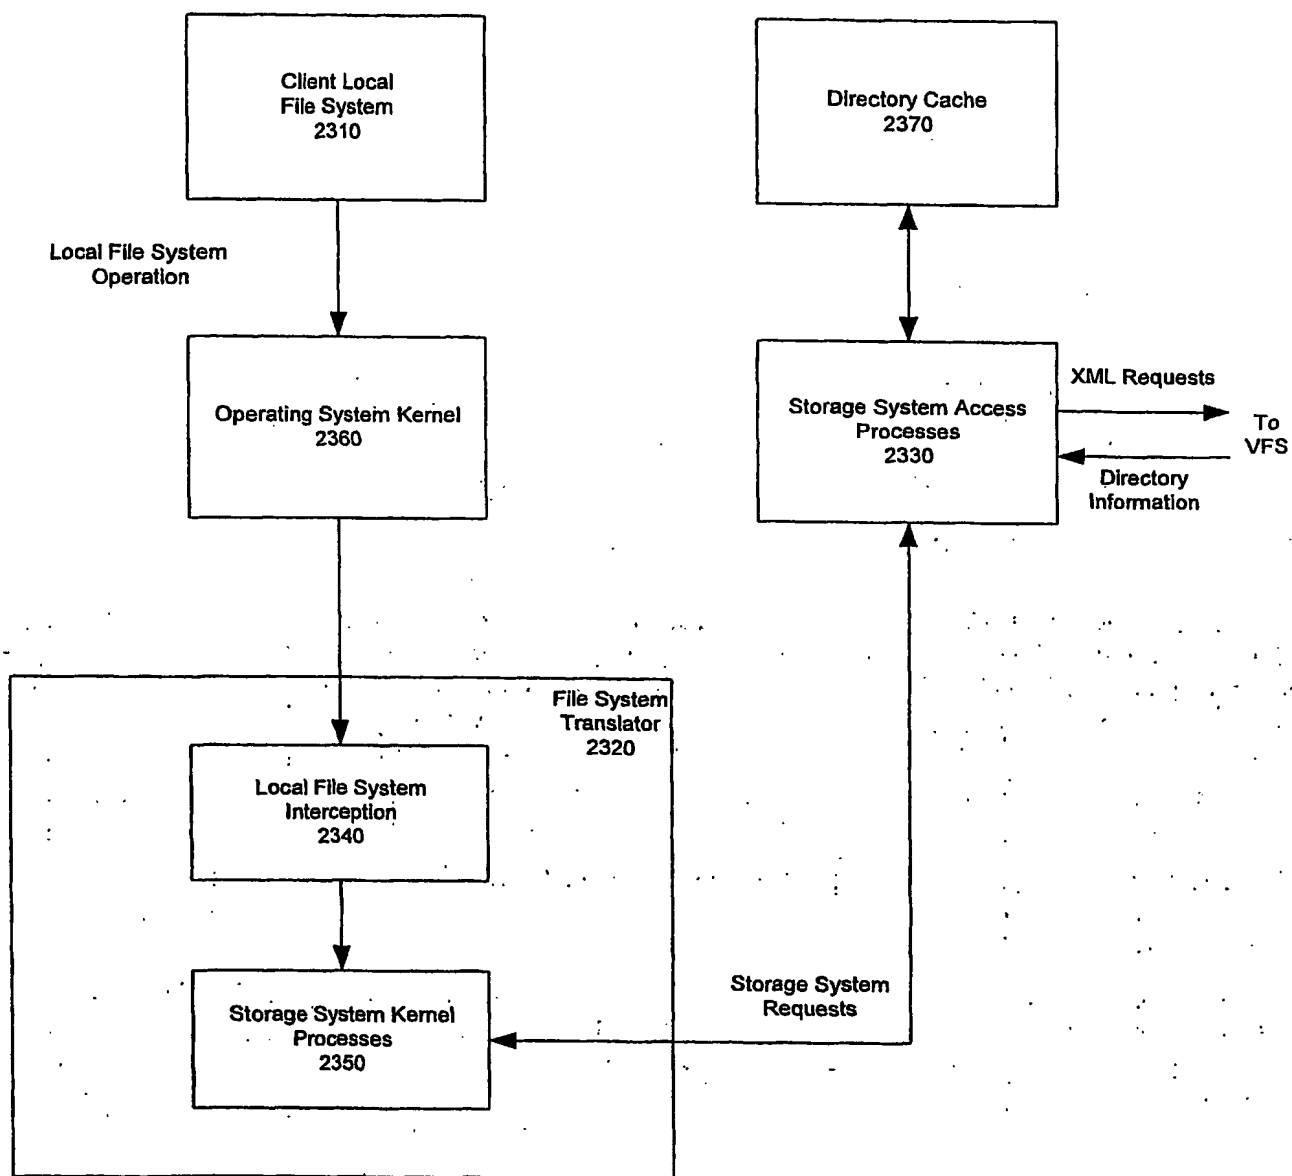 Client Local
File System
2310
Directory Cache
2370
Local File System
Operation
Operating System Kernel
2360
Storage System Access
Processes
2330
XML Requests
To
VFS
Directory
Information
File System
Translator
2320
Local File System
Interception
2340
Storage System Kernel
Processes
2350
Storage System
Requests